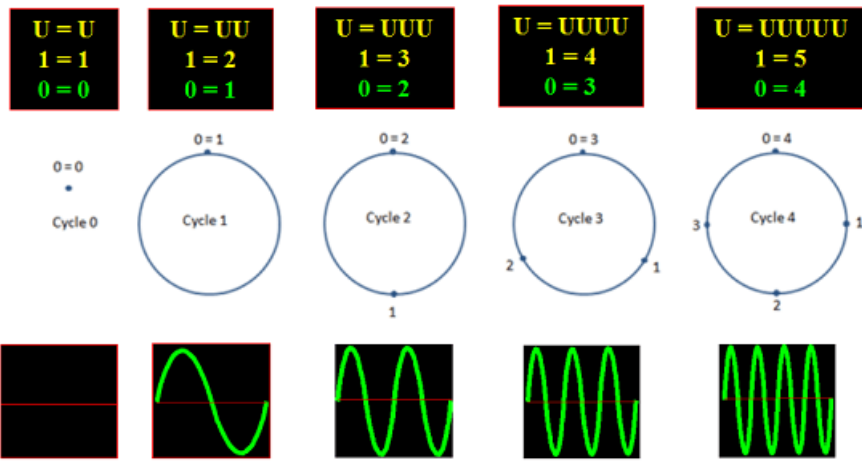 U = U
1 = 1
0 = 0
U = UU
1 = 2
0 = 1
U = UUU
1 = 3
0 = 2
U = UUUU
1 = 4
0 = 3
U = UUUUU
1 = 5
0 = 4
0 = 0
Cycle 0
0 = 1
Cycle 1
0 = 2
Cycle 2
1
0 = 3
Cycle 3
2
1
0 = 4
Cycle 4
3
1
2